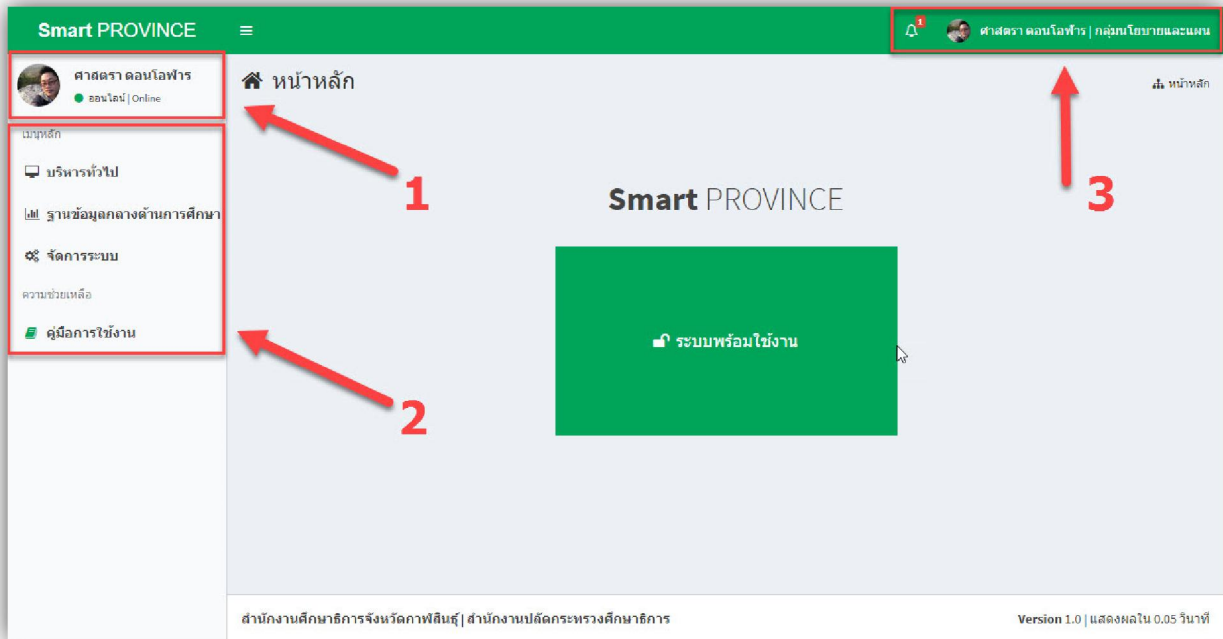 Smart PROVINCE
1
ศาสตรา ดอนโอฬาร | กลุ่มนโยบายและแผน
ศาสตรา ดอนโอฬาร
ออนไลน์ | Online
หน้าหลัก
หน้าหลัก
เมนูหลัก
บริหารทั่วไป
ฐานข้อมูลกลางด้านการศึกษา
จัดการระบบ
ความช่วยเหลือ
คู่มือการใช้งาน
1
2
3
Smart PROVINCE
ระบบพร้อมใช้งาน
สำนักงานศึกษาธิการจังหวัดกาฬสินธุ์ | สำนักงานปลัดกระทรวงศึกษาธิการ
Version 1.0 | แสดงผลใน 0.05 วินาที